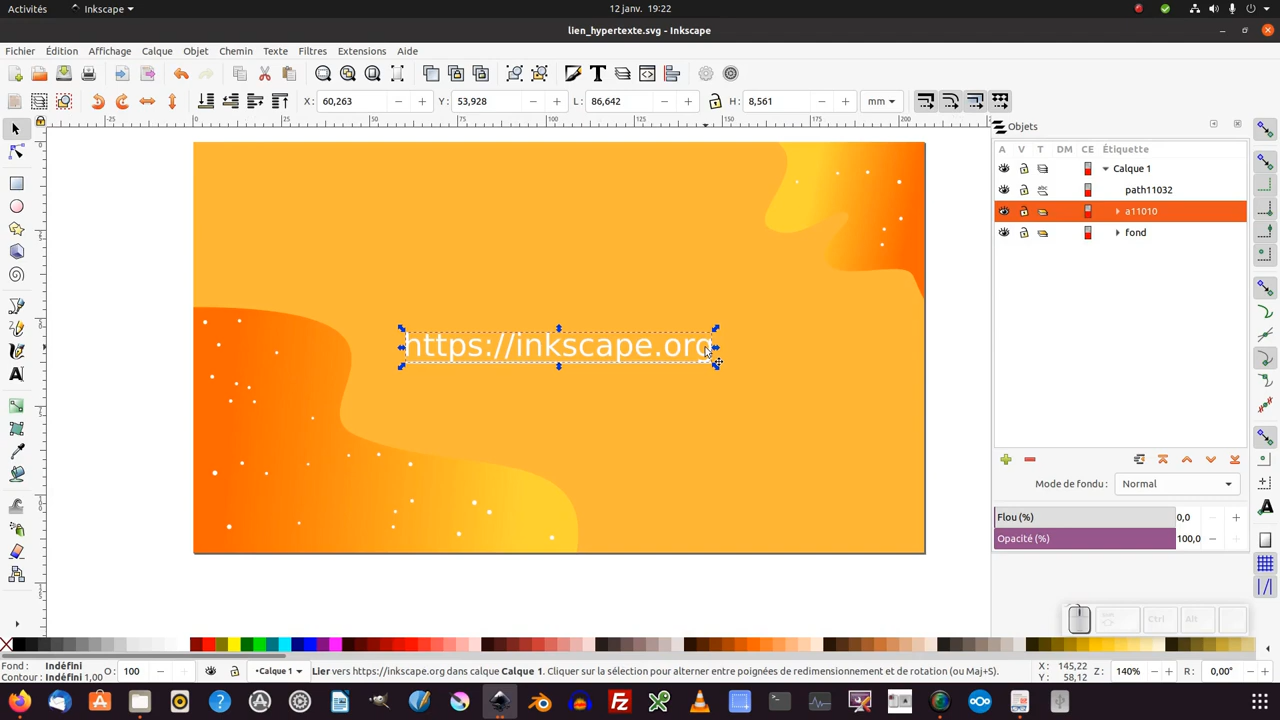 Activités
Inkscape
12 janv. 19:22
lien_hypertexte.svg - Inkscape
Fichier Édition Affichage Calque Objet Chemin Texte Filtres Extensions Aide
X: 60,263 Y: 53,928 L: 86,642 H: 8,561 mm
Objets
A V T DM CE Étiquette
Calque 1
path11032
a11010
fond
https://inkscape.org
Mode de fondu : Normal
Flou (%) 0,0
Opacité (%) 100,0
Ctrl Alt
Fond : Indéfini
Contour : Indéfini 1,00
O: 100
•Calque 1
Lier vers https://inkscape.org dans calque Calque 1. Cliquer sur la sélection pour alterner entre poignées de redimensionnement et de rotation (ou Maj+S).
X: 145,22
Y: 58,12
Z: 140%
R: 0,00°